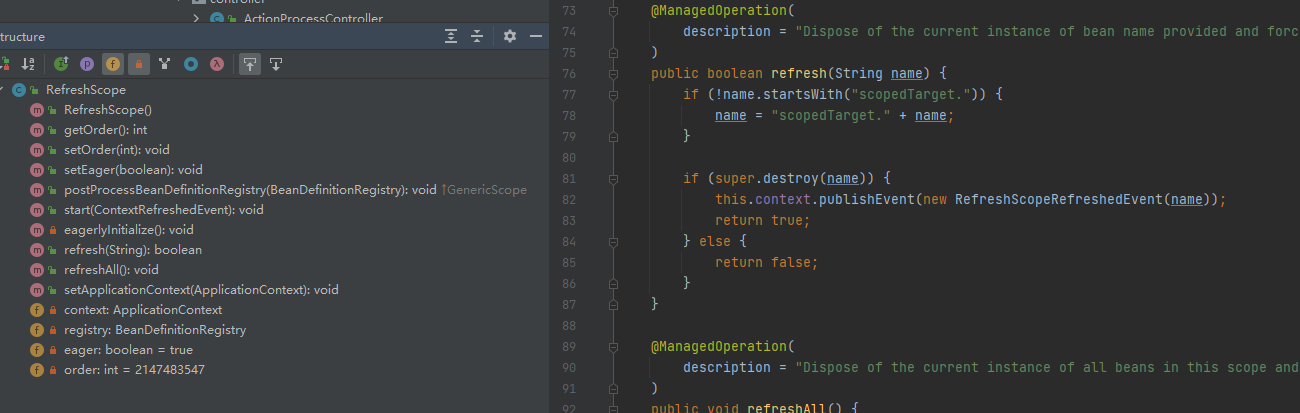 controller
ActionProcessController
tructure
RefreshScope
RefreshScope()
getOrder(): int
setOrder(int): void
setEager(boolean): void
postProcessBeanDefinitionRegistry(BeanDefinitionRegistry): void ↑GenericScope
start(ContextRefreshedEvent): void
eagerlyInitialize(): void
refresh(String): boolean
refreshAll(): void
setApplicationContext(ApplicationContext): void
context: ApplicationContext
registry: BeanDefinitionRegistry
eager: boolean = true
order: int = 2147483547
73 @ManagedOperation(
74 description = "Dispose of the current instance of bean name provided and forc
75 )
76 public boolean refresh(String name) {
77 if (!name.startsWith("scopedTarget.")) {
78 name = "scopedTarget." + name;
79 }
80
81 if (super.destroy(name)) {
82 this.context.publishEvent(new RefreshScopeRefreshedEvent(name));
83 return true;
84 } else {
85 return false;
86 }
87 }
88
89 @ManagedOperation(
90 description = "Dispose of the current instance of all beans in this scope and
91 )
92 public void refreshAll() {